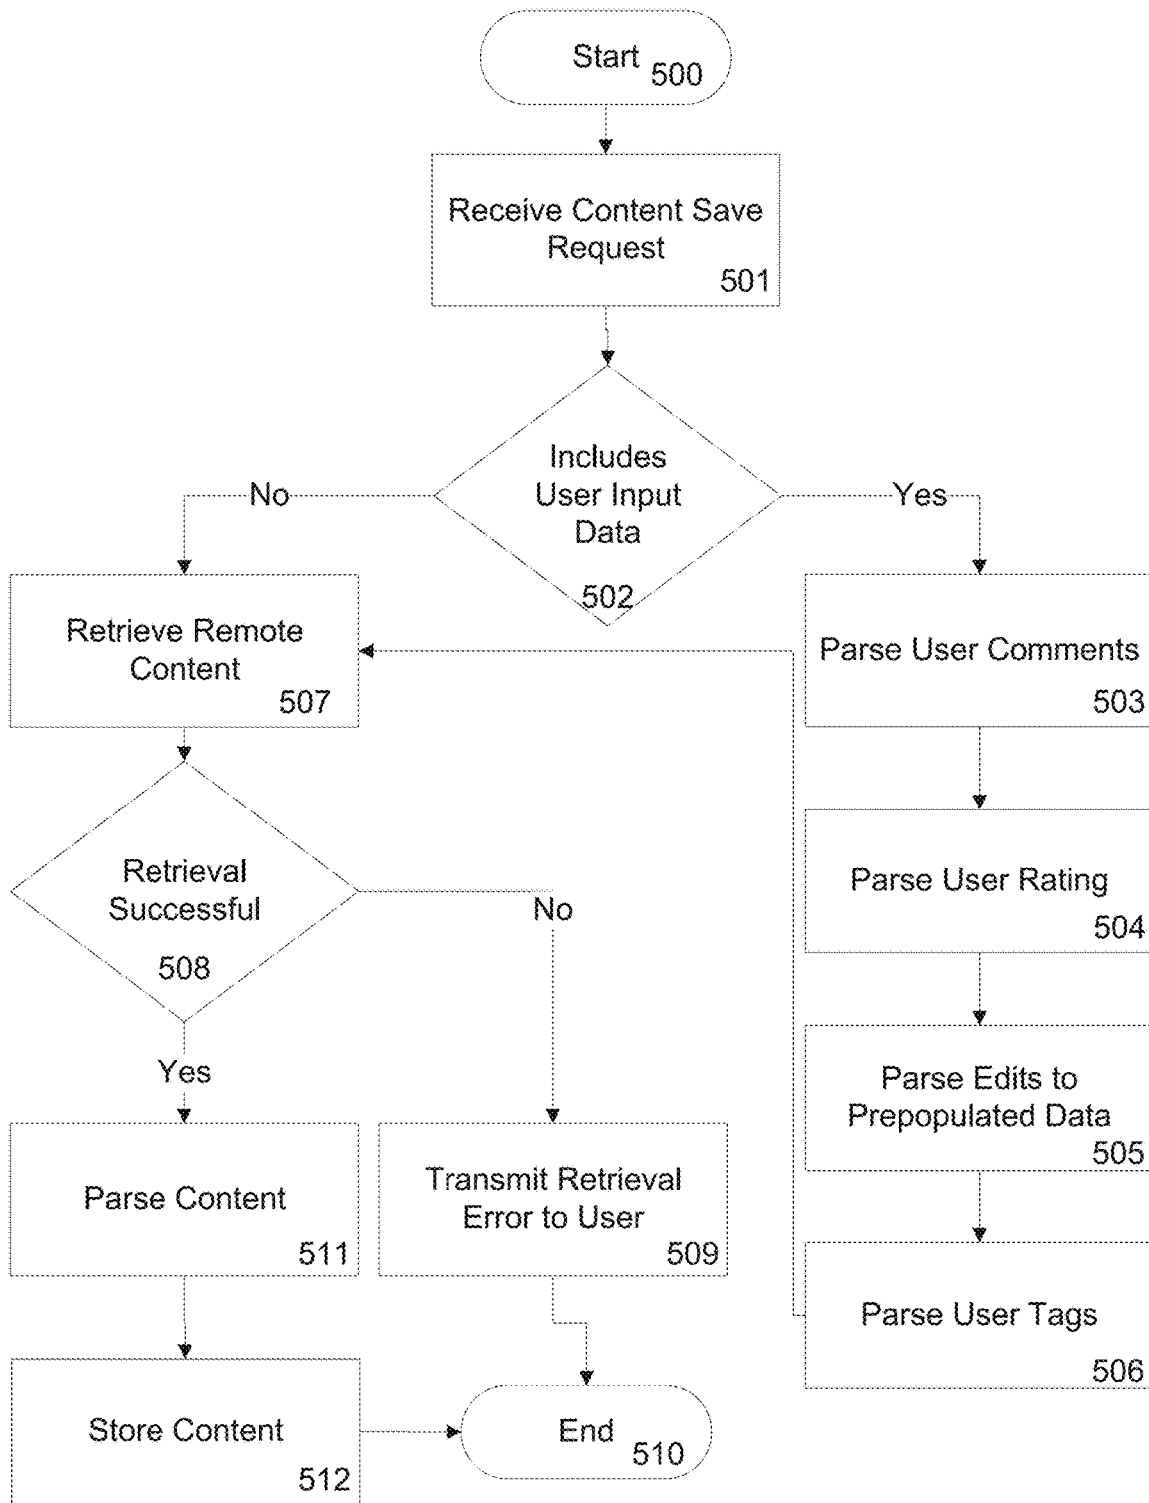 Start
500
Receive Content Save
Request
501
Includes
User Input
Data
502
No
Yes
Retrieve Remote
Content
507
Parse User Comments
503
Retrieval
Successful
508
No
Yes
Parse User Rating
504
Parse Edits to
Prepopulated Data
505
Parse Content
511
Transmit Retrieval
Error to User
509
Parse User Tags
506
Store Content
512
End
510